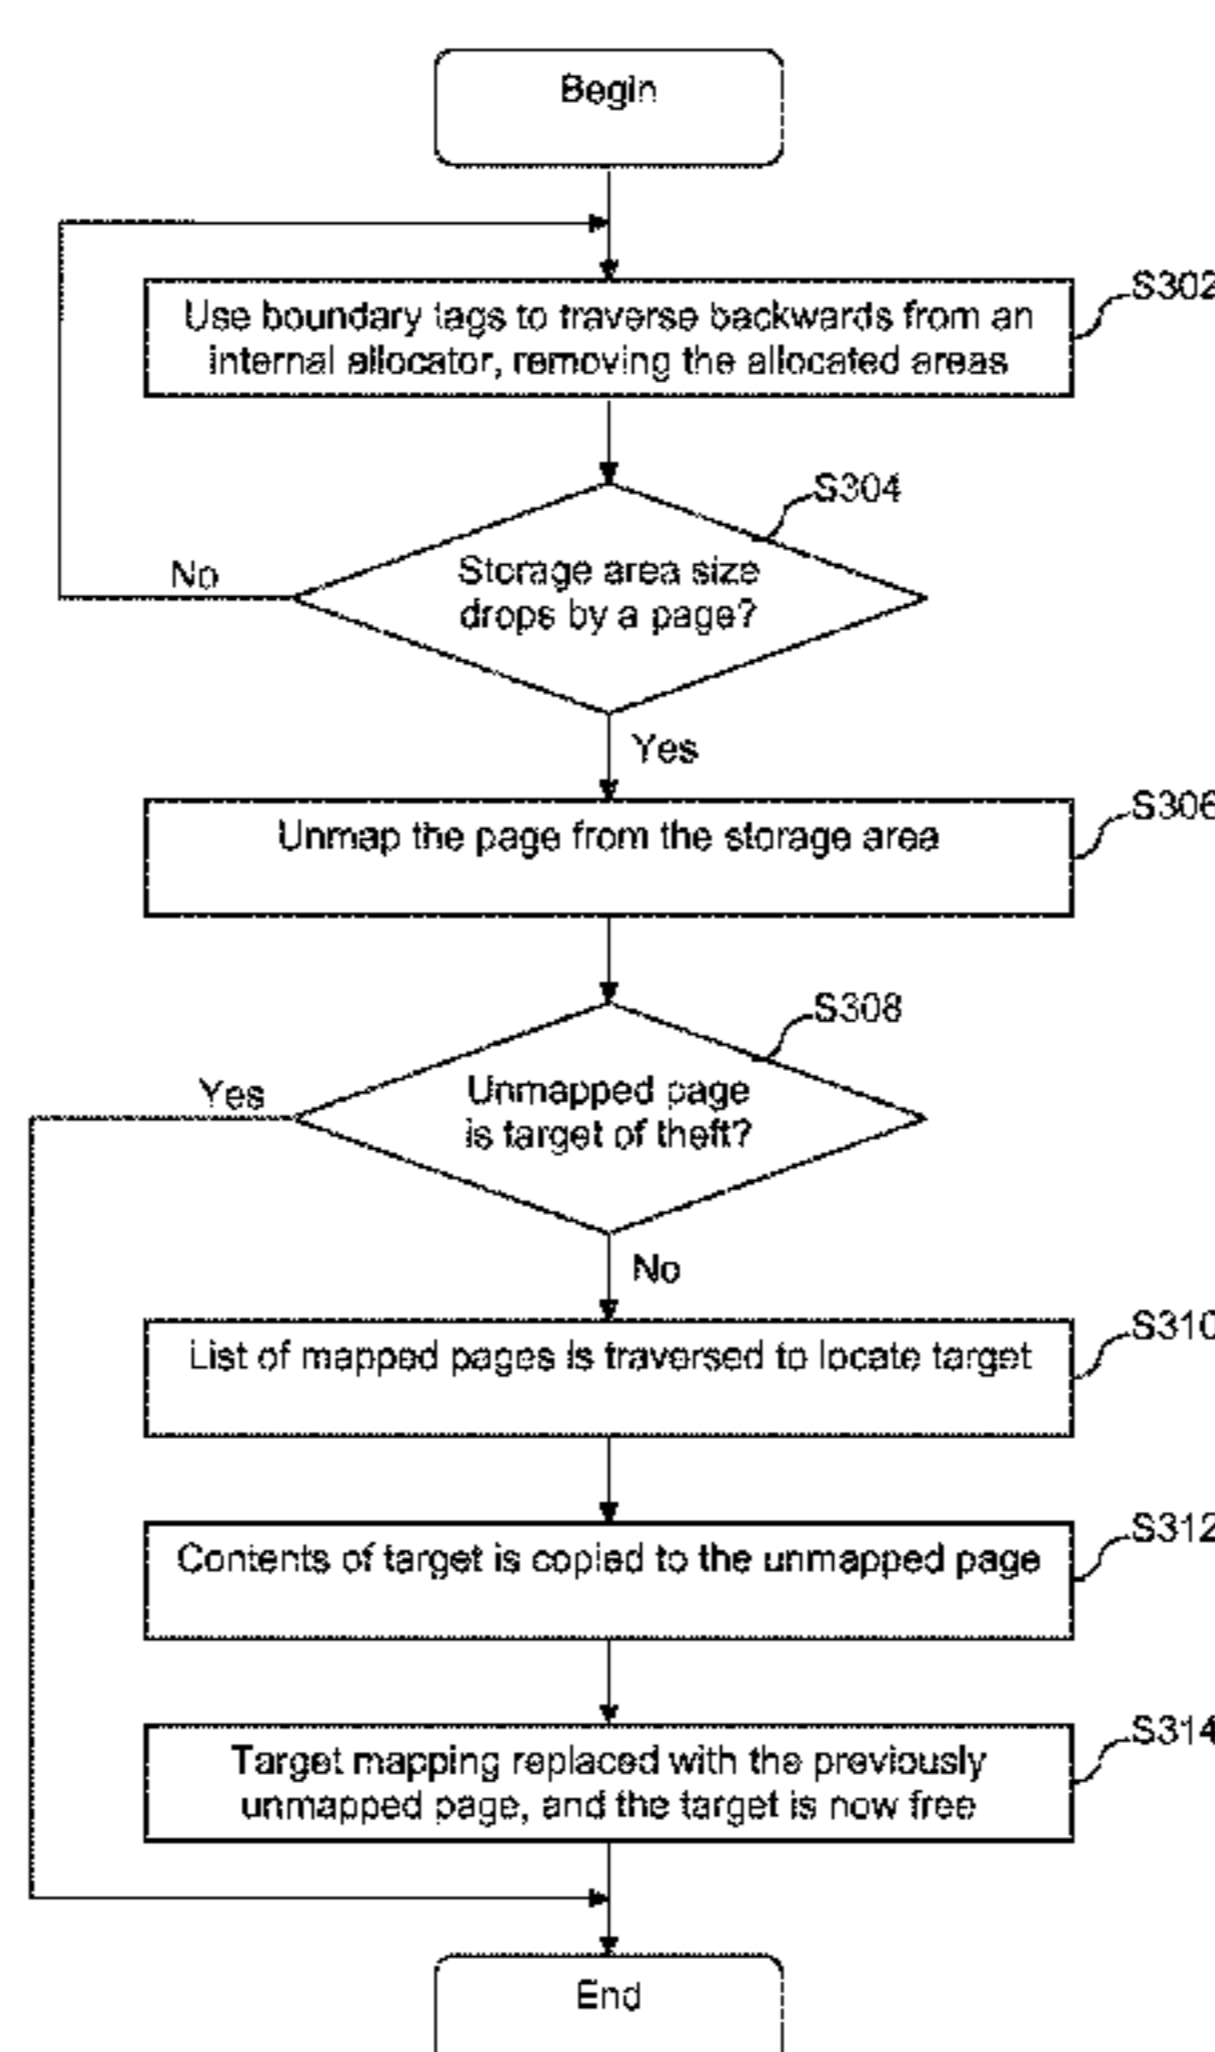 Begin
Use boundary tags to traverse backwards from an
internal allocator, removing the allocated areas
S302
S304
Storage area size
drops by a page?
No
Yes
Unmap the page from the storage area
S306
S308
Unmapped page
is target of theft?
Yes
No
List of mapped pages is traversed to locate target
S310
Contents of target is copied to the unmapped page
S312
Target mapping replaced with the previously
unmapped page, and the target is now free
S314
End